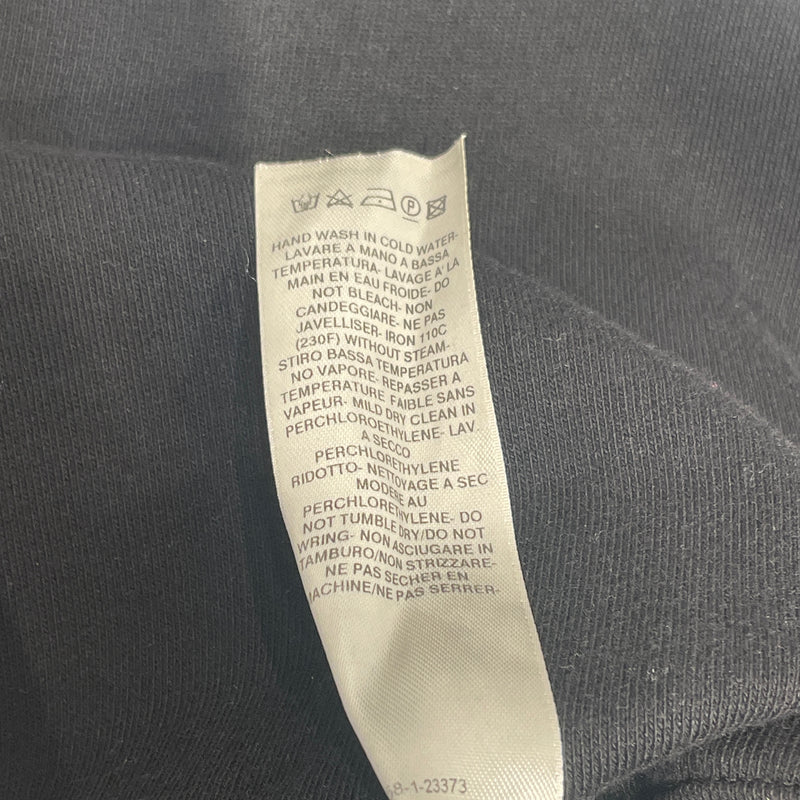 P
HAND WASH IN COLD WATER-
LAVARE A MANO A BASSA
TEMPERATURA- LAVAGE A' LA
MAIN EN EAU FROIDE- DO
NOT BLEACH- NON
CANDEGGIARE- NE PAS
JAVELLISER- IRON 110C
(230F) WITHOUT STEAM-
STIRO BASSA TEMPERATURA
NO VAPORE- REPASSER A
TEMPERATURE FAIBLE SANS
VAPEUR- MILD DRY CLEAN IN
PERCHLOROETHYLENE- LAV.
A SECCO
PERCHLORETHYLENE
RIDOTTO- NETTOYAGE A SEC
MODERE AU
PERCHLORETHYLENE- DO
NOT TUMBLE DRY/DO NOT
WRING- NON ASCIUGARE IN
TAMBURO/NON STRIZZARE-
NE PAS SECHER EN
MACHINE/NE PAS SERRER-
8-1-23373